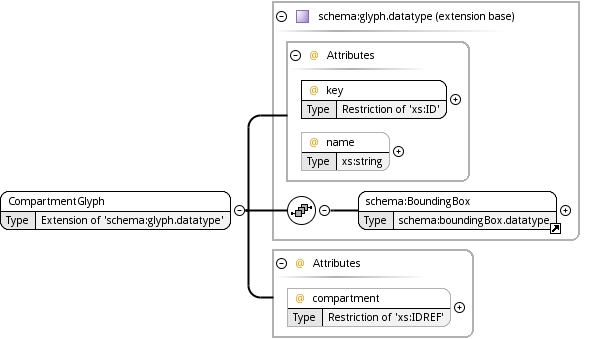 schema:glyph.datatype (extension base)
@ Attributes
@ key
Type Restriction of 'xs:ID'
@ name
Type xs:string
CompartmentGlyph
Type Extension of 'schema:glyph.datatype'
schema:BoundingBox
Type schema:boundingBox.datatype
@ Attributes
@ compartment
Type Restriction of 'xs:IDREF'